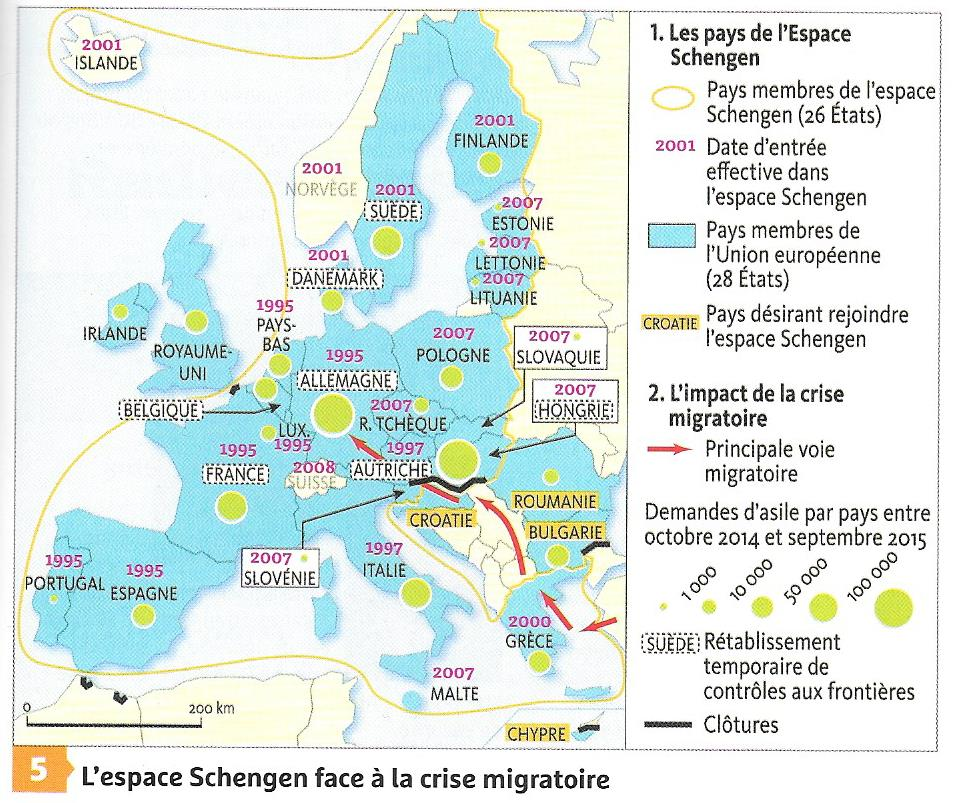 2001
ISLANDE
2001
FINLANDE
2001
NORVÈGE
2001
SUÈDE
2007
ESTONIE
2007
LETTONIE
2007
LITUANIE
2001
DANEMARK
1995
PAYS-
BAS
IRLANDE
ROYAUME-
UNI
1995
ALLEMAGNE
2007
POLOGNE
2007
SLOVAQUIE
2007
HONGRIE
BELGIQUE
LUX.
1995
2007
R. TCHÈQUE
1997
AUTRICHE
1995
FRANCE
2008
SUISSE
ROUMANIE
CROATIE
BULGARIE
2007
SLOVÉNIE
1997
ITALIE
1995
PORTUGAL
1995
ESPAGNE
2000
GRÈCE
2007
MALTE
CHYPRE
0
200 km
1. Les pays de l'Espace
Schengen
Pays membres de l'espace
Schengen (26 États)
2001
Date d'entrée
effective dans
l'espace Schengen
Pays membres de
l'Union européenne
(28 États)
CROATIE
Pays désirant rejoindre
l'espace Schengen
2. L'impact de la crise
migratoire
Principale voie
migratoire
Demandes d'asile par pays entre
octobre 2014 et septembre 2015
1 000
10 000
50 000
100 000
SUÈDE
Rétablissement
temporaire de
contrôles aux frontières
Clôtures
5
L'espace Schengen face à la crise migratoire